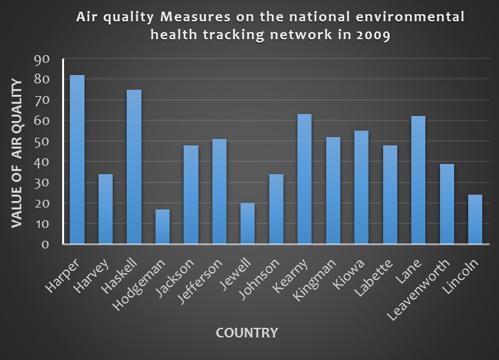 Air quality Measures on the national environmental
health tracking network in 2009
VALUE OF AIR QUALITY
90
80
70
60
50
40
30
20
10
0
Harper
Harvey
Haskell
Hodgeman
Jackson
Jefferson
Jewell
Johnson
Kearny
Kingman
Kiowa
Labette
Lane
Leavenworth
Lincoln
COUNTRY